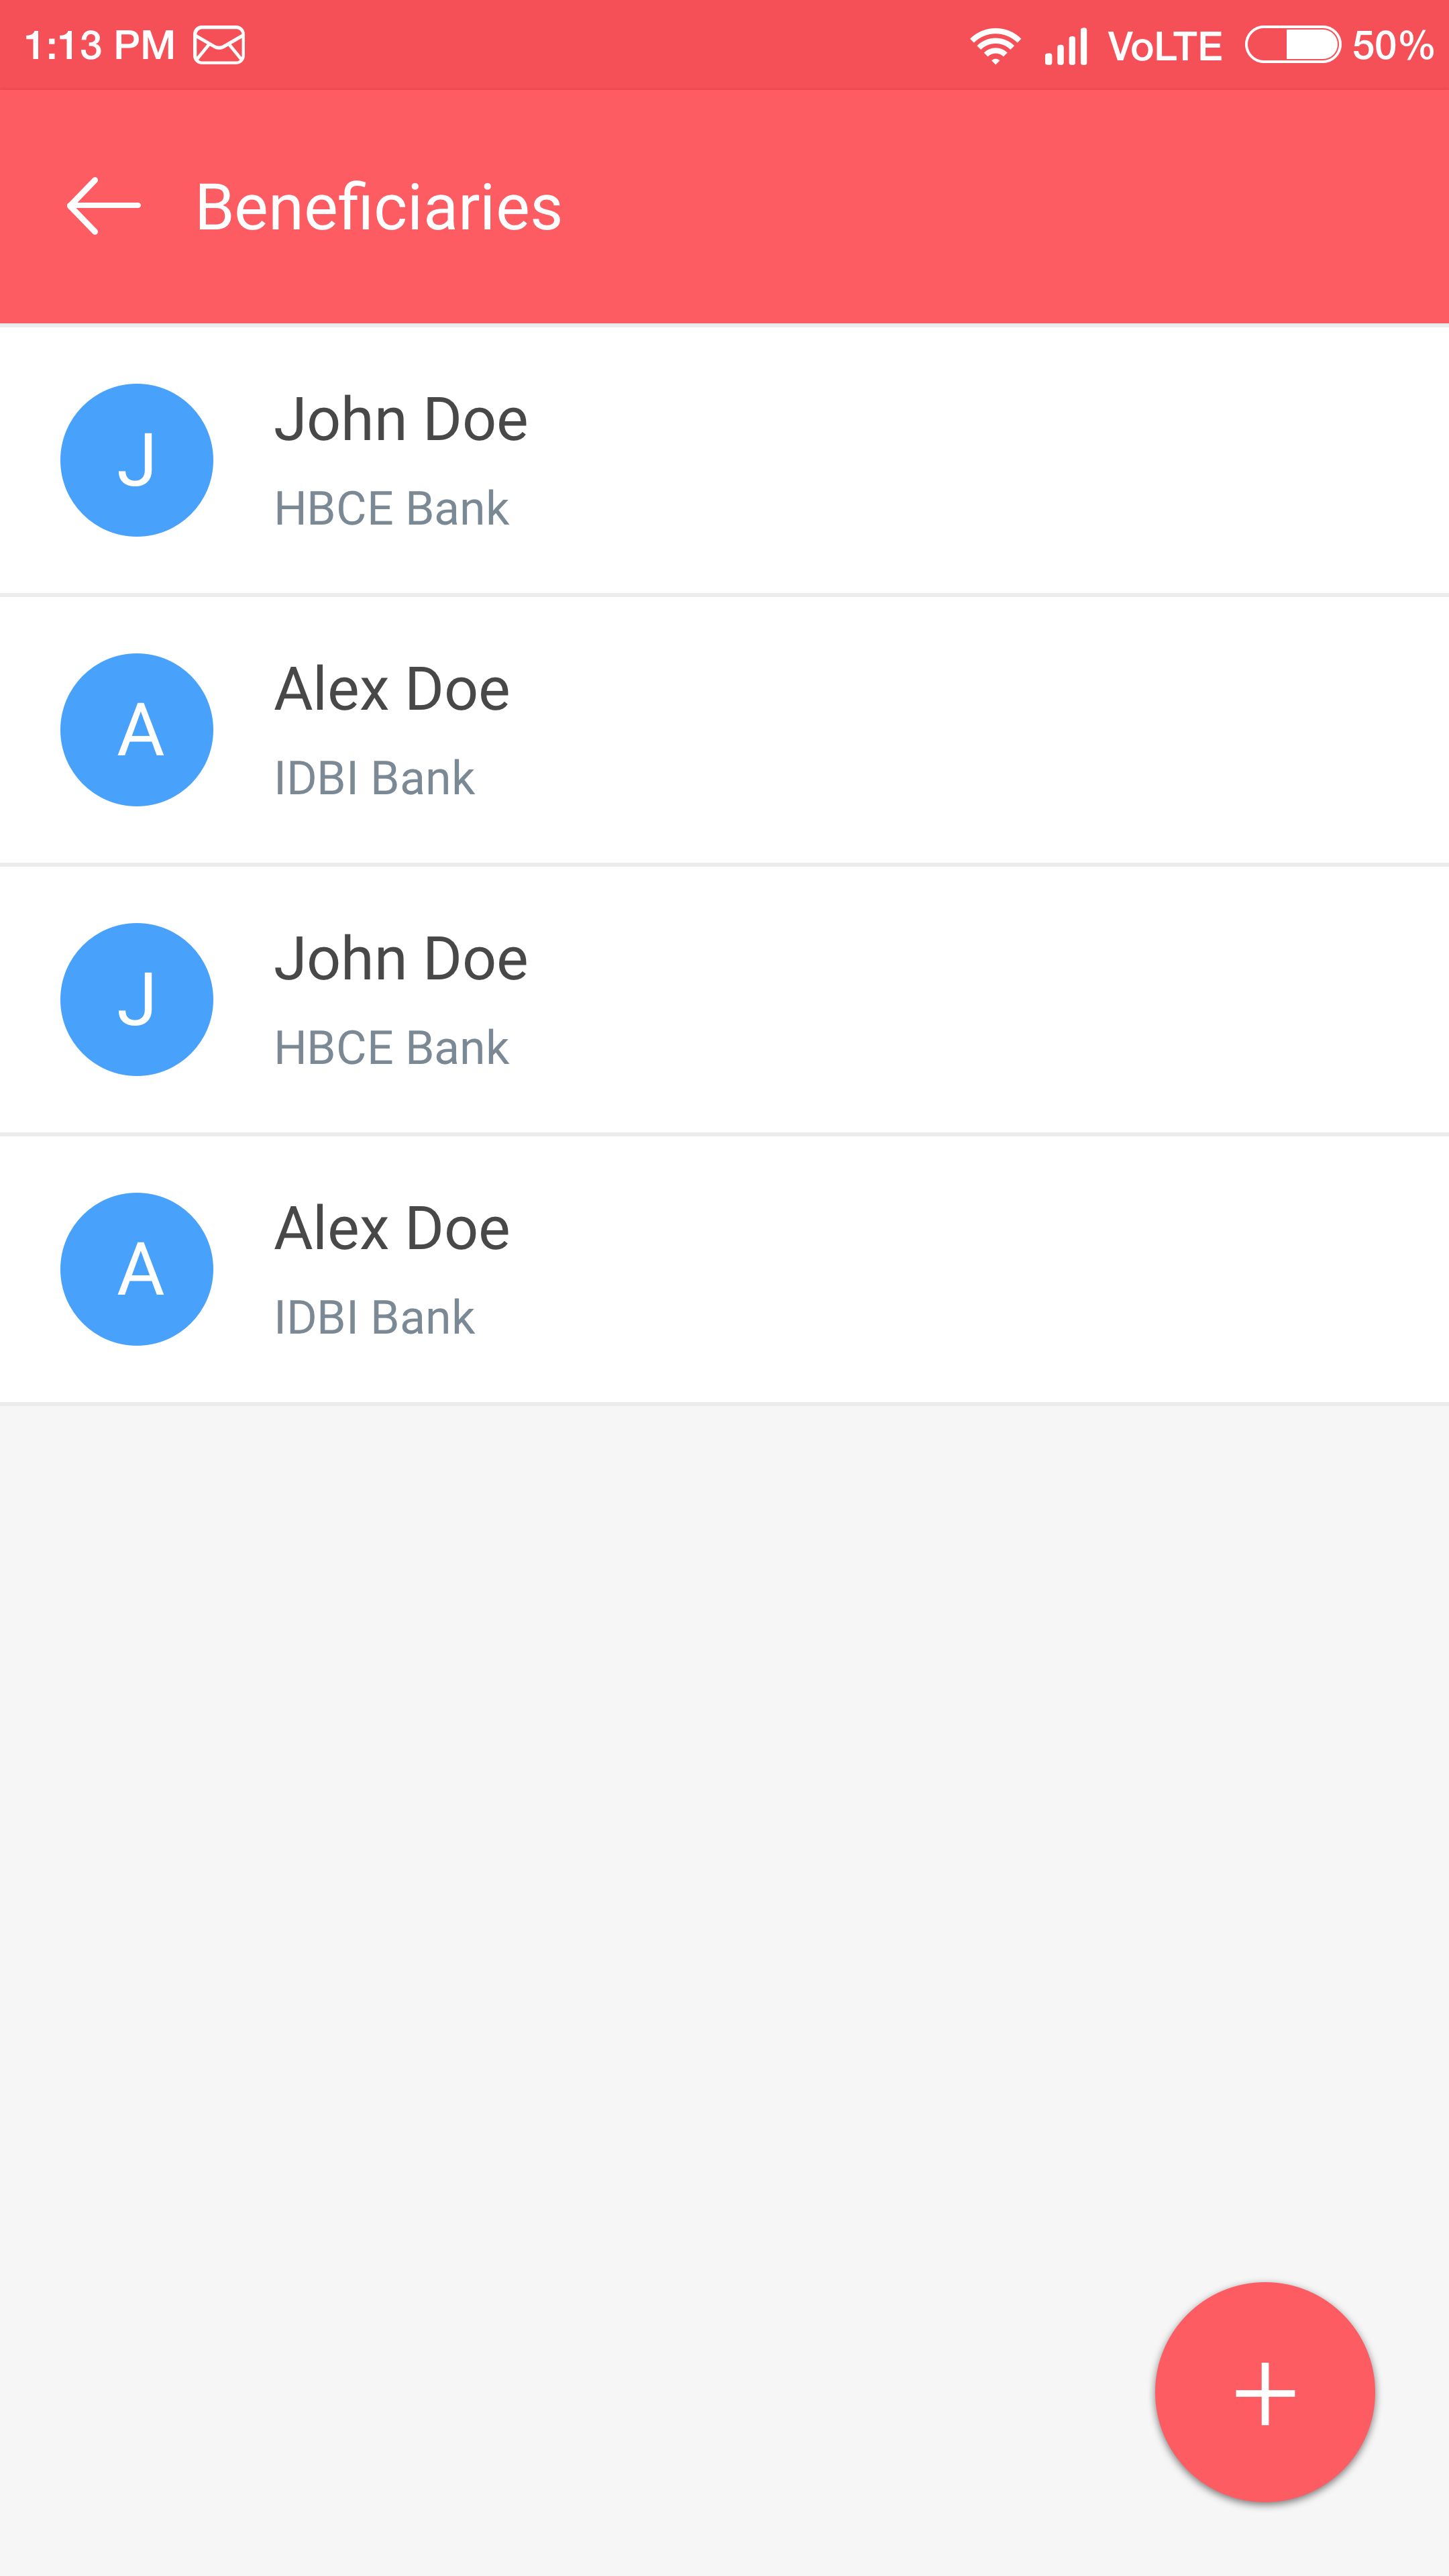 1:13 PM VoLTE 50%
Beneficiaries
J
John Doe
HBCE Bank
A
Alex Doe
IDBI Bank
J
John Doe
HBCE Bank
A
Alex Doe
IDBI Bank
+